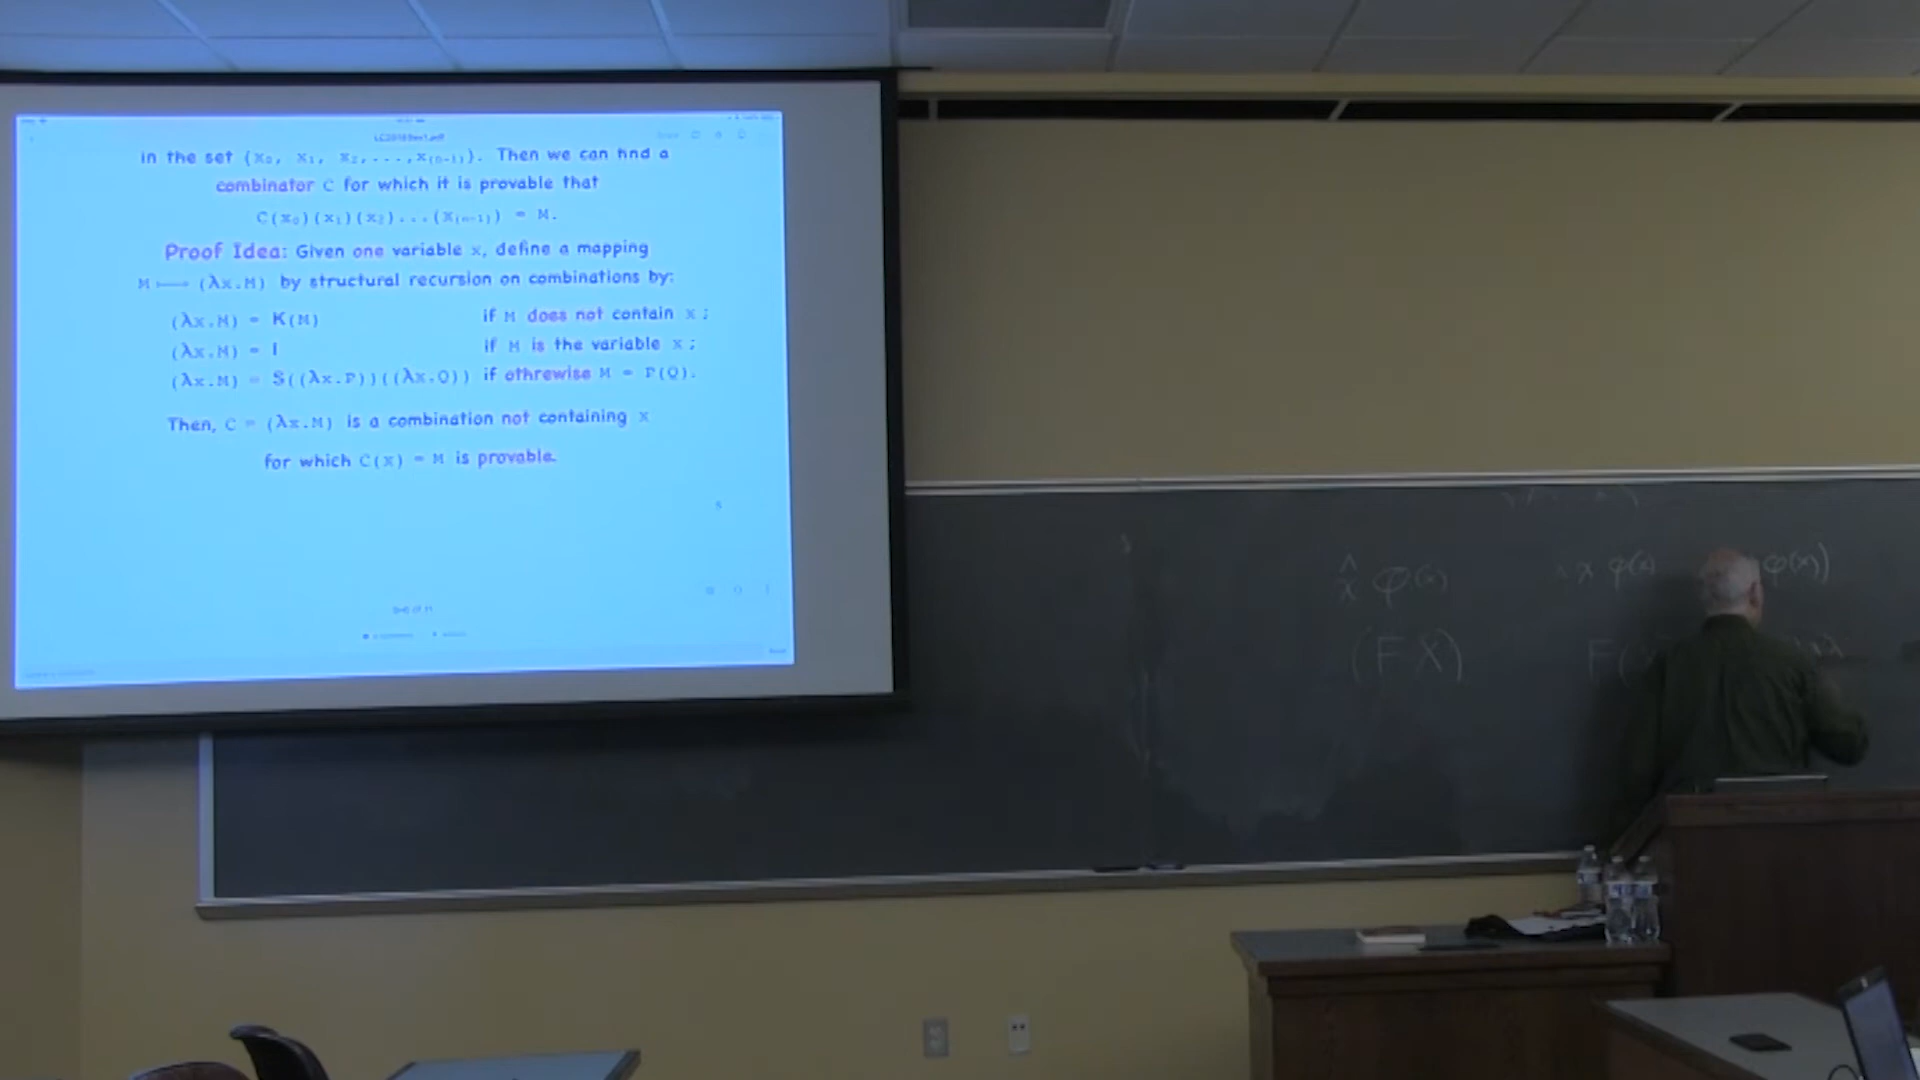 in the set {x₀, x₁, x₂,...,x₍ₙ₋₁₎}. Then we can find a
combinator C for which it is provable that
C(x₀)(x₁)(x₂)...(x₍ₙ₋₁₎) = M.
Proof Idea: Given one variable x, define a mapping
M ⟼ (λx.M) by structural recursion on combinations by:
(λx.M) = K(M) if M does not contain x ;
(λx.M) = I if M is the variable x ;
(λx.M) = S((λx.P))((λx.Q)) if othrewise M = P(Q).
Then, C = (λx.M) is a combination not containing x
for which C(x) = M is provable.
x̂ φ(x) λx φ(x) φ(x))
(FX) F(